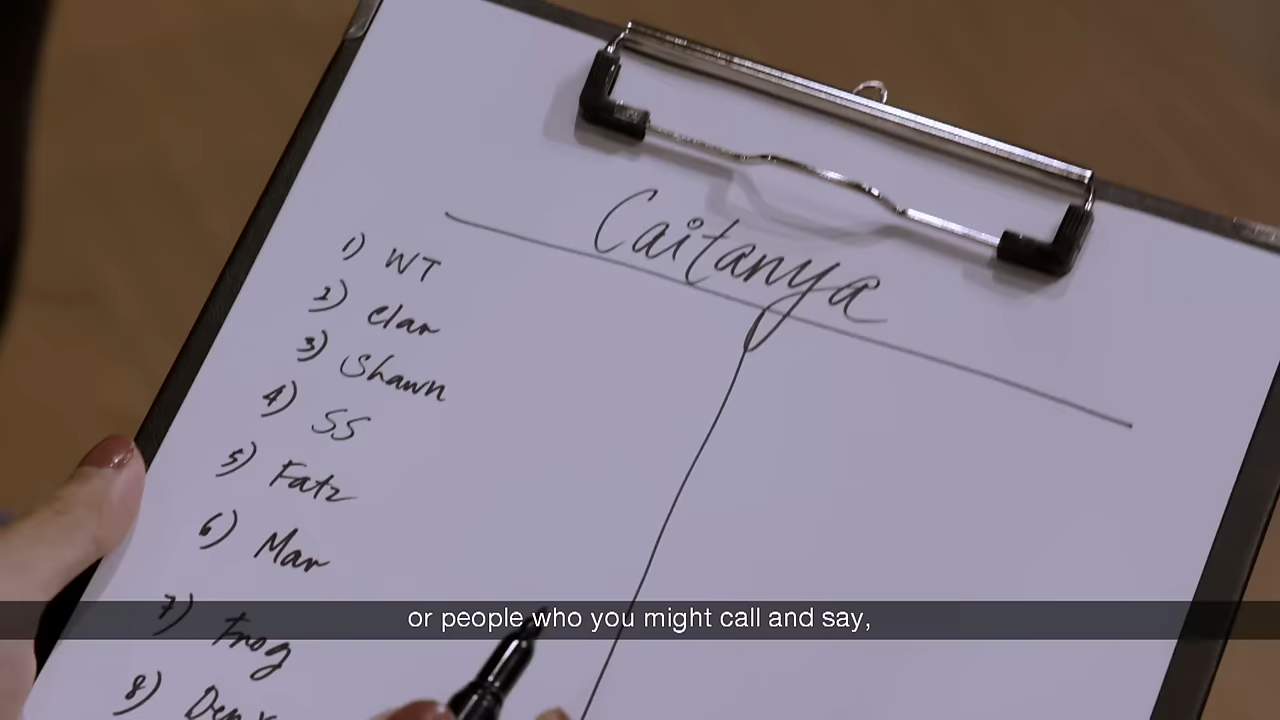 Caitanya
1) WT
2) Clar
3) Shawn
4) SS
5) Fatz
6) Mar
7) Frog
8)
or people who you might call and say,